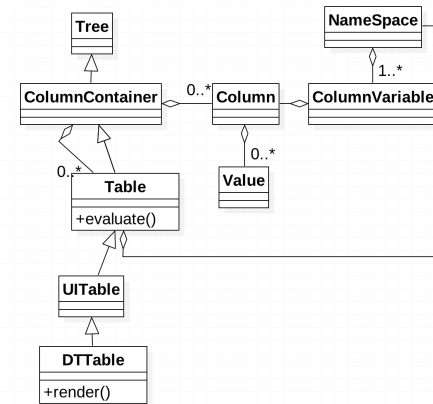 NameSpace
Tree
1..*
0..*
ColumnContainer
Column
ColumnVariable
0..*
0..*
Table
Value
+evaluate()
UITable
DTTable
+render()